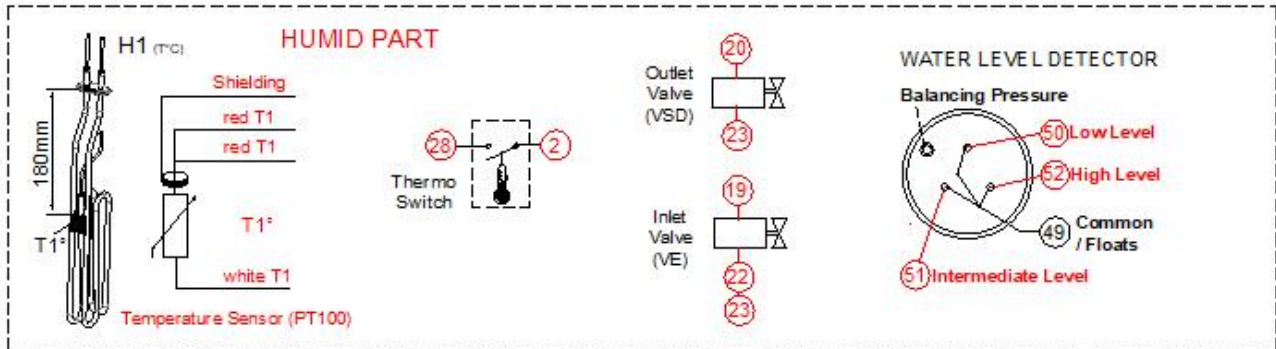 H1 (T°C)
HUMID PART
180mm
T1°
Shielding
red T1
red T1
T1°
white T1
Temperature Sensor (PT100)
28
2
Thermo
Switch
20
Outlet
Valve
(VSD)
23
19
Inlet
Valve
(VE)
22
23
WATER LEVEL DETECTOR
Balancing Pressure
50 Low Level
52 High Level
49 Common
/ Floats
51 Intermediate Level